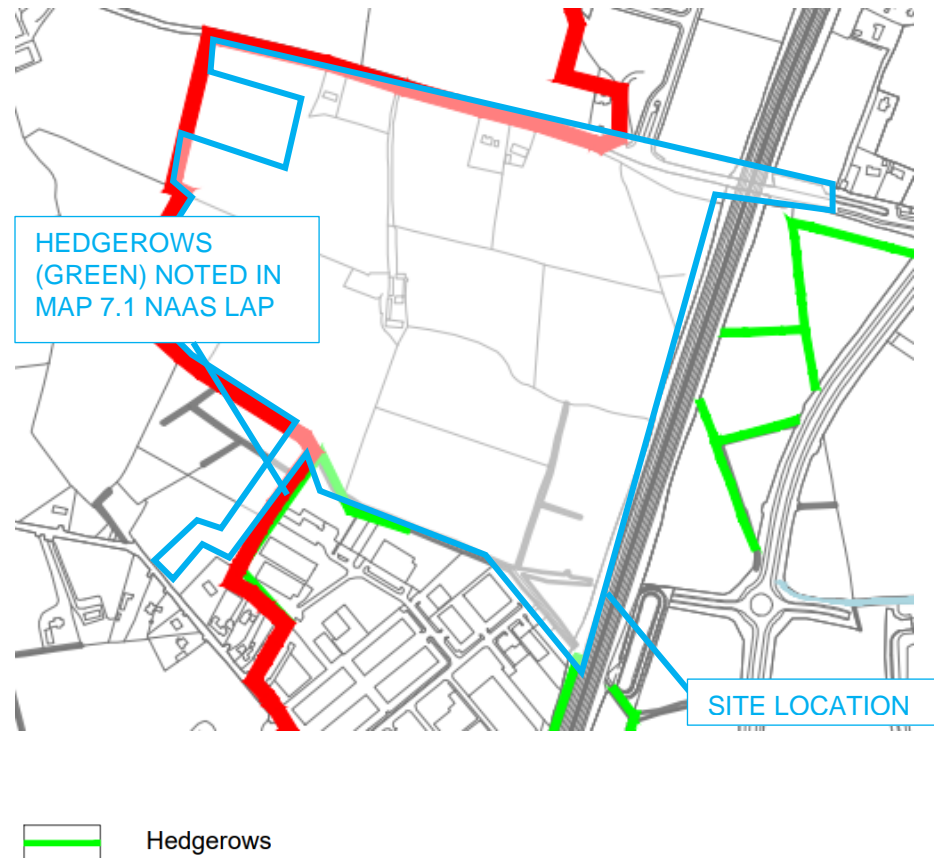 HEDGEROWS
(GREEN) NOTED IN
MAP 7.1 NAAS LAP
SITE LOCATION
Hedgerows